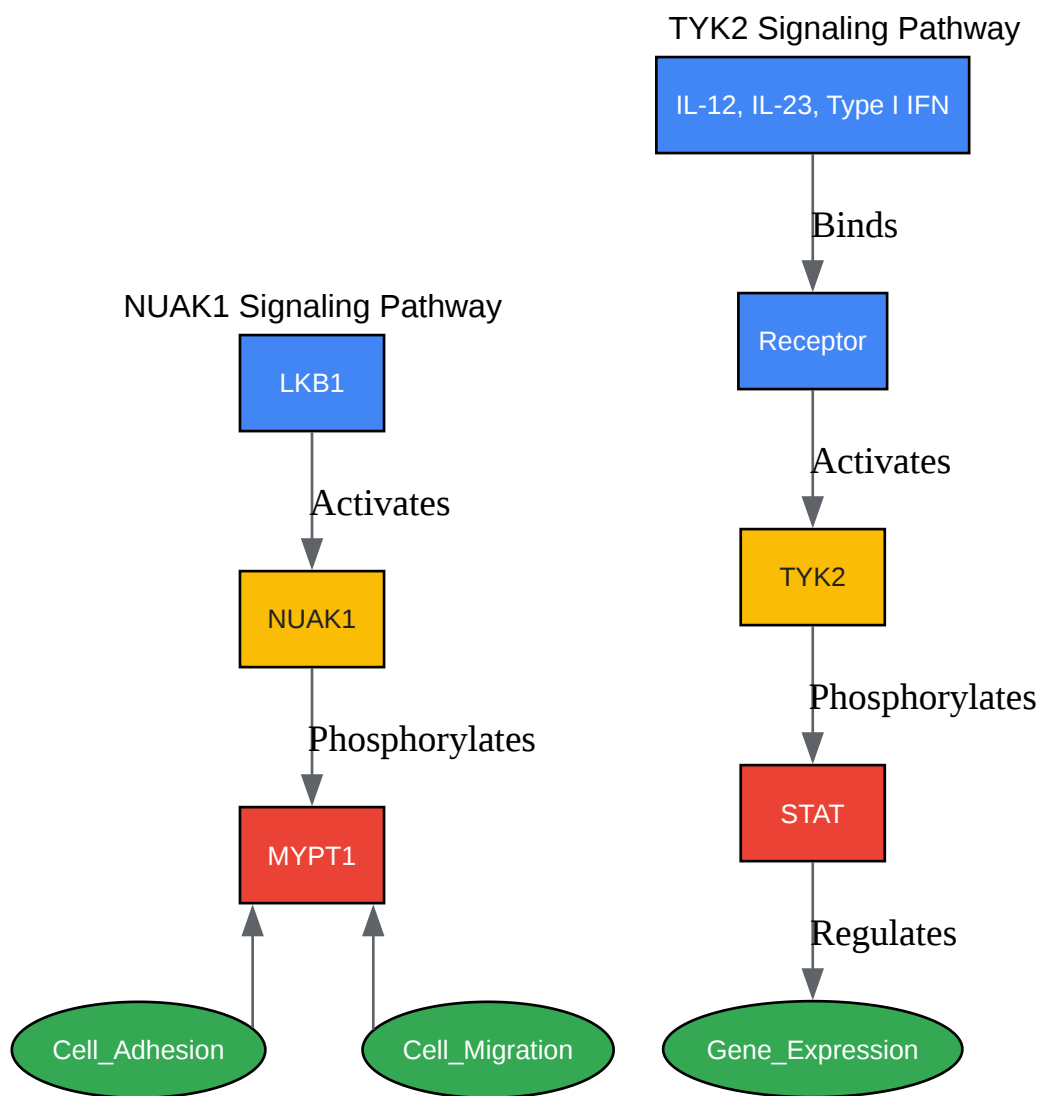 TYK2 Signaling Pathway
IL-12, IL-23, Type I IFN
Binds
Receptor
Activates
TYK2
Phosphorylates
STAT
Regulates
Gene_Expression
NUAK1 Signaling Pathway
LKB1
Activates
NUAK1
Phosphorylates
MYPT1
Cell_Adhesion
Cell_Migration